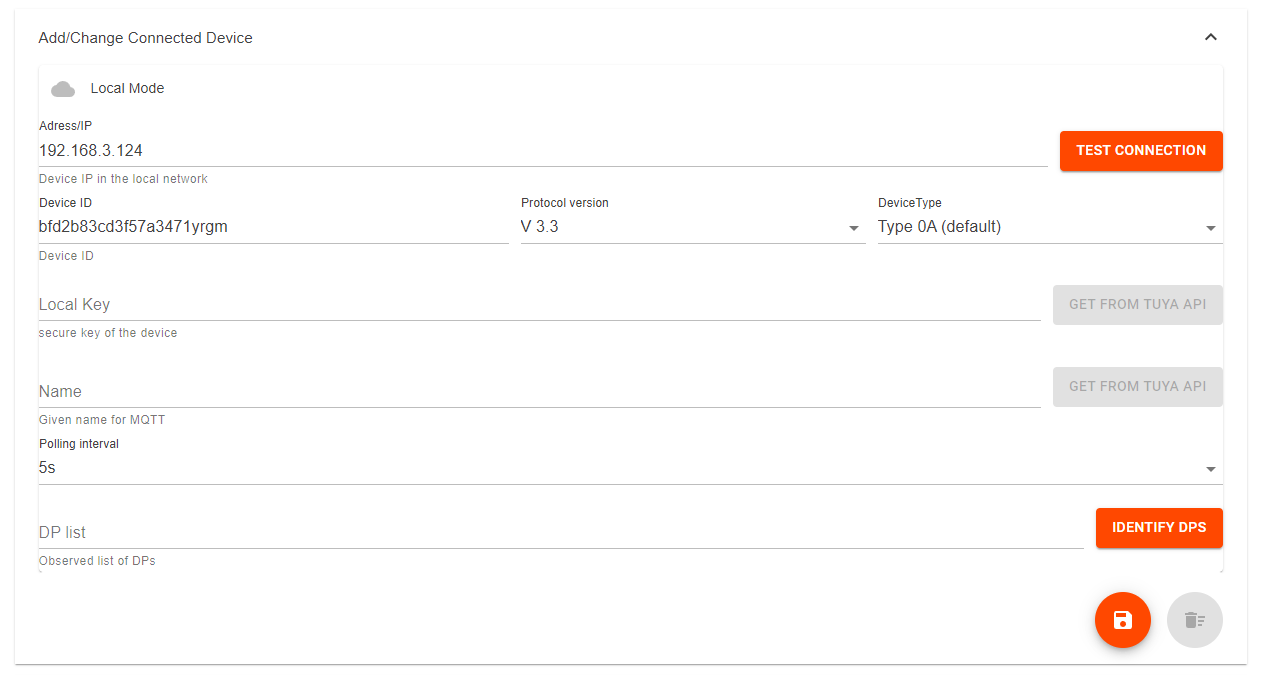 Add/Change Connected Device
Local Mode
Adress/IP
192.168.3.124
TEST CONNECTION
Device IP in the local network
Device ID
Protocol version
DeviceType
bfd2b83cd3f57a3471yrgm
V 3.3
Type 0A (default)
Device ID
Local Key
GET FROM TUYA API
secure key of the device
Name
GET FROM TUYA API
Given name for MQTT
Polling interval
5s
DP list
IDENTIFY DPS
Observed list of DPs